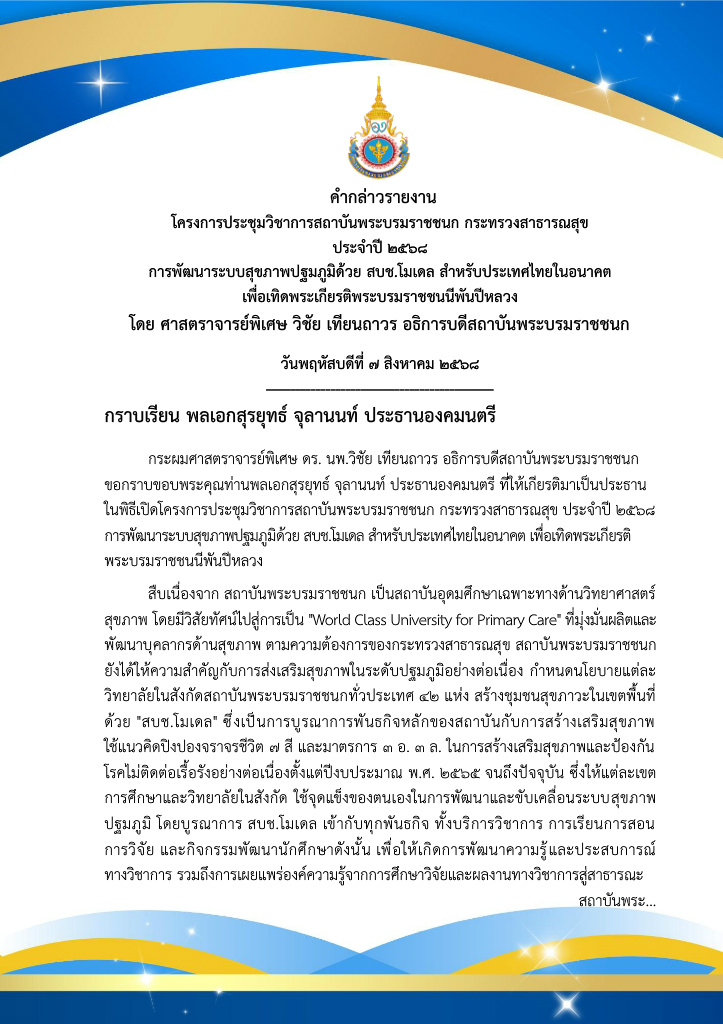 คำกล่าวรายงาน
โครงการประชุมวิชาการสถาบันพระบรมราชชนก กระทรวงสาธารณสุข
ประจำปี ๒๕๖๘
การพัฒนาระบบสุขภาพปฐมภูมิด้วย สบช.โมเดล สำหรับประเทศไทยในอนาคต
เพื่อเทิดพระเกียรติพระบรมราชชนนีพันปีหลวง
โดย ศาสตราจารย์พิเศษ วิชัย เทียนถาวร อธิการบดีสถาบันพระบรมราชชนก
วันพฤหัสบดีที่ ๗ สิงหาคม ๒๕๖๘
กราบเรียน พลเอกสุรยุทธ์ จุลานนท์ ประธานองคมนตรี
กระผมศาสตราจารย์พิเศษ ดร. นพ.วิชัย เทียนถาวร อธิการบดีสถาบันพระบรมราชชนก
ขอกราบขอบพระคุณท่านพลเอกสุรยุทธ์ จุลานนท์ ประธานองคมนตรี ที่ให้เกียรติมาเป็นประธาน
ในพิธีเปิดโครงการประชุมวิชาการสถาบันพระบรมราชชนก กระทรวงสาธารณสุข ประจำปี ๒๕๖๘
การพัฒนาระบบสุขภาพปฐมภูมิด้วย สบช.โมเดล สำหรับประเทศไทยในอนาคต เพื่อเทิดพระเกียรติ
พระบรมราชชนนีพันปีหลวง
สืบเนื่องจาก สถาบันพระบรมราชชนก เป็นสถาบันอุดมศึกษาเฉพาะทางด้านวิทยาศาสตร์
สุขภาพ โดยมีวิสัยทัศน์ไปสู่การเป็น "World Class University for Primary Care" ที่มุ่งมั่นผลิตและ
พัฒนาบุคลากรด้านสุขภาพ ตามความต้องการของกระทรวงสาธารณสุข สถาบันพระบรมราชชนก
ยังได้ให้ความสำคัญกับการส่งเสริมสุขภาพในระดับปฐมภูมิอย่างต่อเนื่อง กำหนดนโยบายแต่ละ
วิทยาลัยในสังกัดสถาบันพระบรมราชชนกทั่วประเทศ ๔๒ แห่ง สร้างชุมชนสุขภาวะในเขตพื้นที่
ด้วย "สบช.โมเดล" ซึ่งเป็นการบูรณาการพันธกิจหลักของสถาบันกับการสร้างเสริมสุขภาพ
ใช้แนวคิดปิงปองจราจรชีวิต ๗ สี และมาตรการ ๓ อ. ๓ ล. ในการสร้างเสริมสุขภาพและป้องกัน
โรคไม่ติดต่อเรื้อรังอย่างต่อเนื่องตั้งแต่ปีงบประมาณ พ.ศ. ๒๕๖๕ จนถึงปัจจุบัน ซึ่งให้แต่ละเขต
การศึกษาและวิทยาลัยในสังกัด ใช้จุดแข็งของตนเองในการพัฒนาและขับเคลื่อนระบบสุขภาพ
ปฐมภูมิ โดยบูรณาการ สบช.โมเดล เข้ากับทุกพันธกิจ ทั้งบริการวิชาการ การเรียนการสอน
การวิจัย และกิจกรรมพัฒนานักศึกษาดังนั้น เพื่อให้เกิดการพัฒนาความรู้และประสบการณ์
ทางวิชาการ รวมถึงการเผยแพร่องค์ความรู้จากการศึกษาวิจัยและผลงานทางวิชาการสู่สาธารณะ
สถาบันพระ...